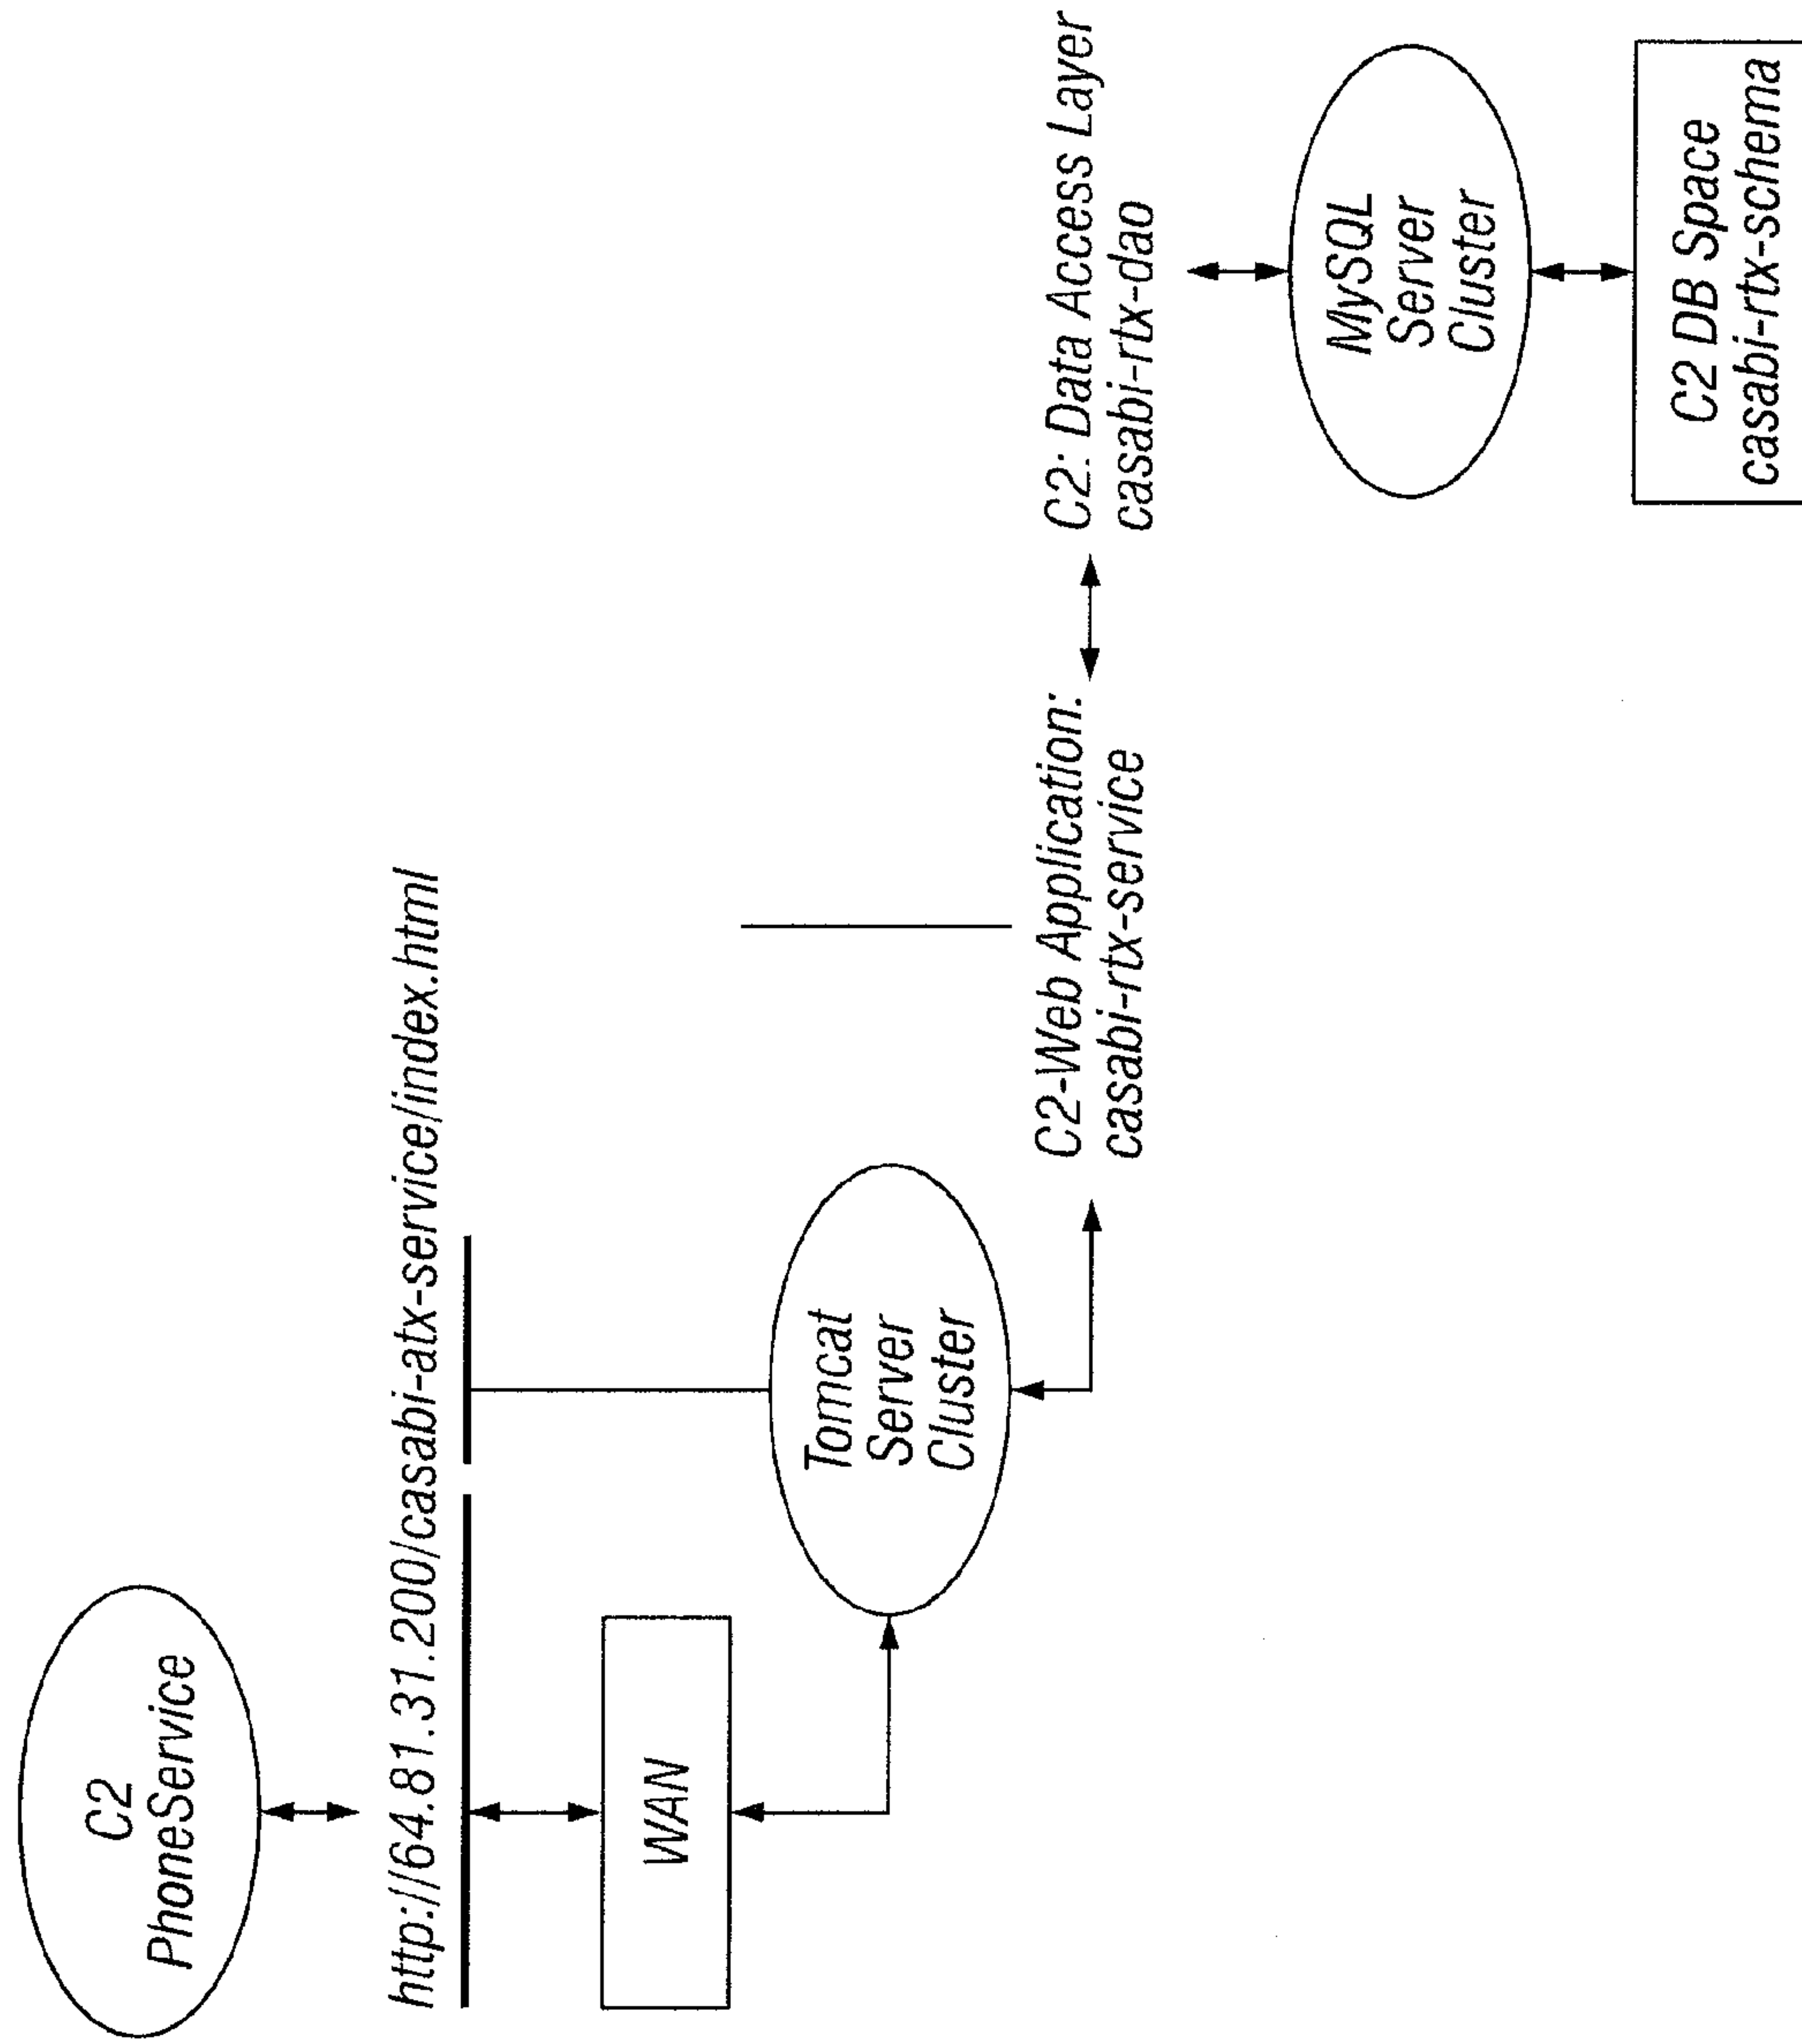 C2
PhoneService
http://64.81.31.200/casabi-atx-service/index.html
WAN
Tomcat
Server
Cluster
C2-Web Application:
casabi-rtx-service
C2: Data Access Layer
casabi-rtx-dao
MySQL
Server
Cluster
C2 DB Space
casabi-rtx-schema